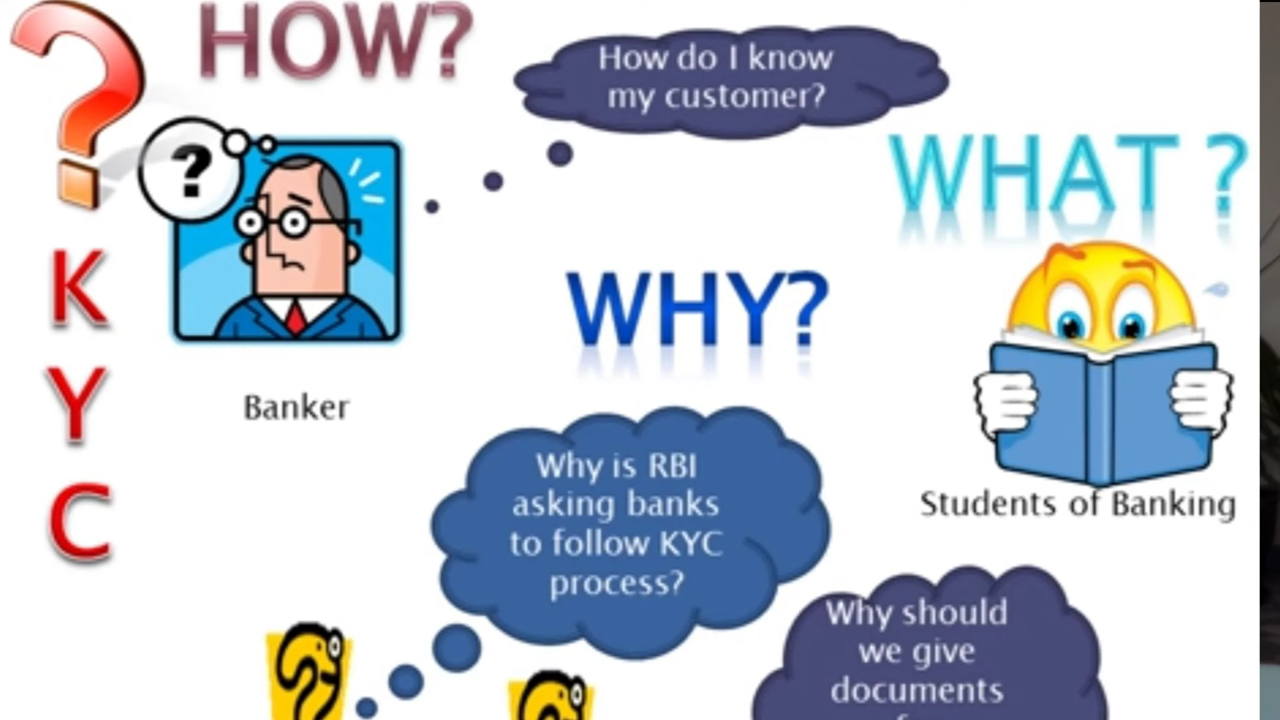 HOW?
How do I know
my customer?
WHAT ?
?
K
Y
C
WHY?
Banker
Students of Banking
Why is RBI
asking banks
to follow KYC
process?
Why should
we give
documents